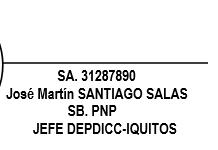 SA. 31287890
José Martín SANTIAGO SALAS
SB. PNP
JEFE DEPDICC-IQUITOS